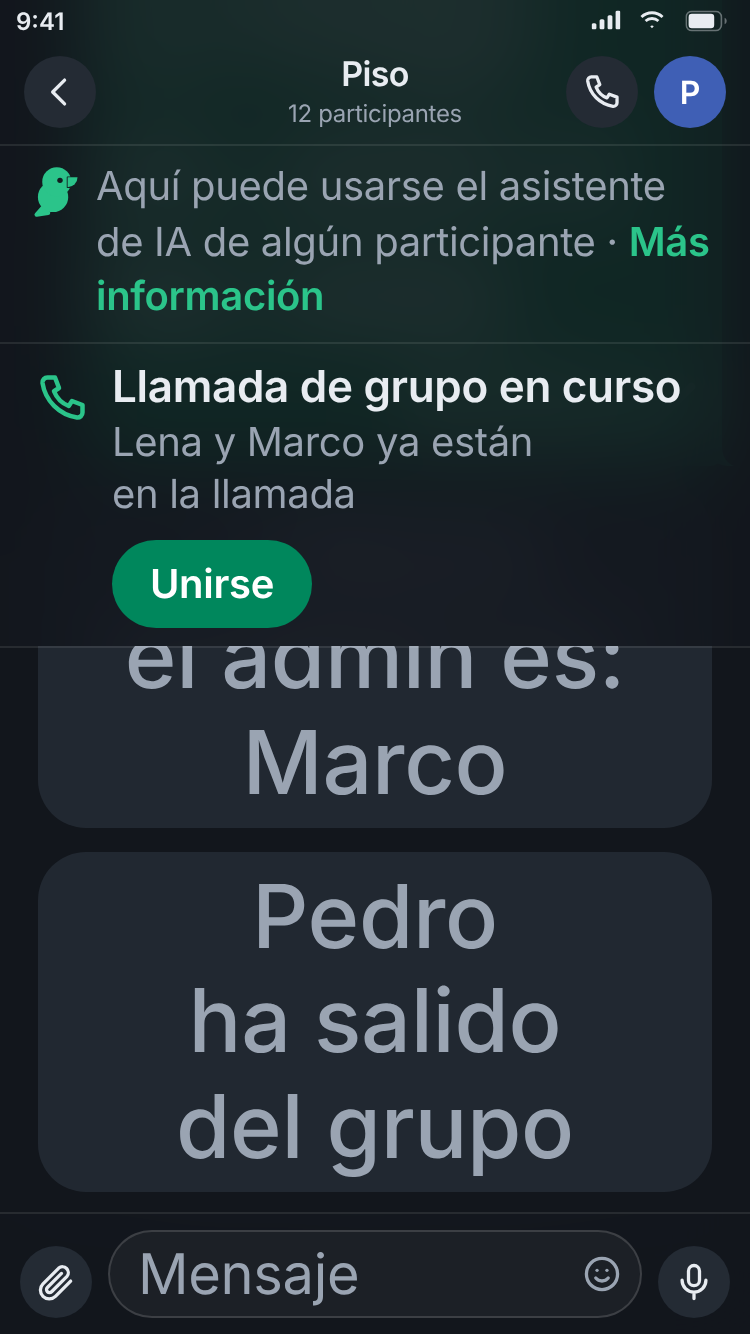 9:41
Piso
12 participantes
P
Aquí puede usarse el asistente
de IA de algún participante · Más
información
Llamada de grupo en curso
Lena y Marco ya están
en la llamada
Unirse
el admin es:
Marco
Pedro
ha salido
del grupo
Mensaje